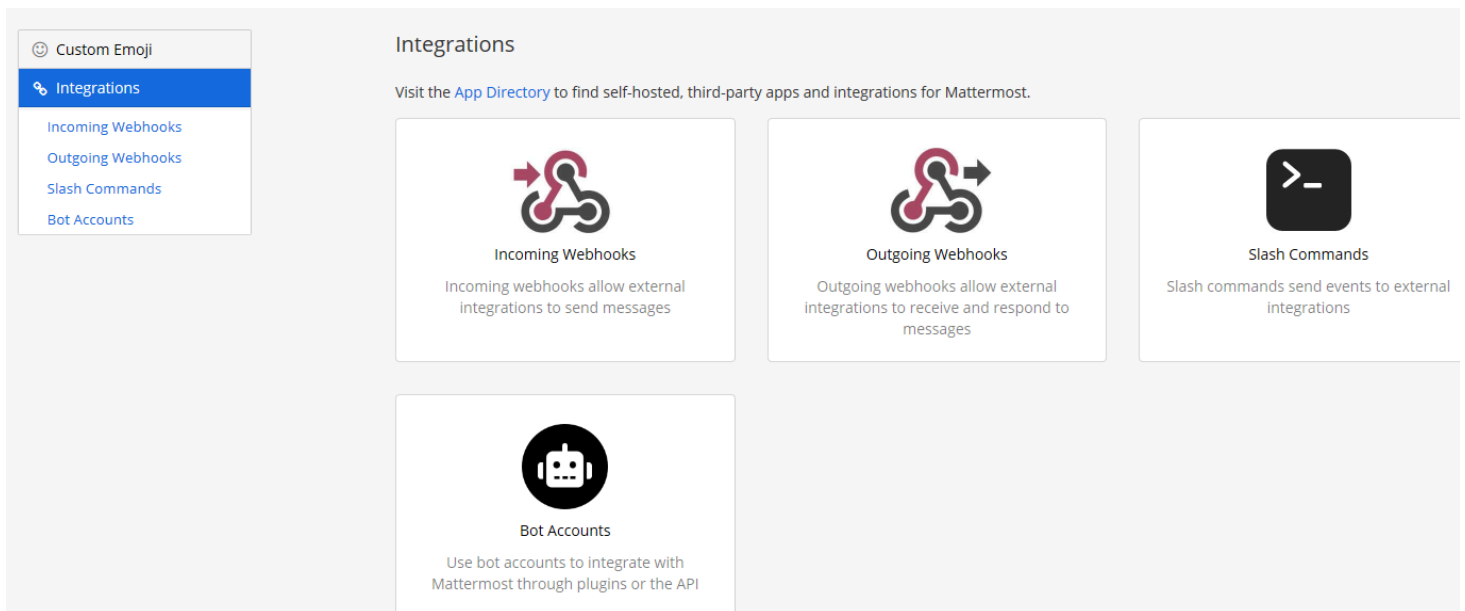 Custom Emoji
Integrations
Incoming Webhooks
Outgoing Webhooks
Slash Commands
Bot Accounts
Integrations
Visit the App Directory to find self-hosted, third-party apps and integrations for Mattermost.
Incoming Webhooks
Incoming webhooks allow external
integrations to send messages
Outgoing Webhooks
Outgoing webhooks allow external
integrations to receive and respond to
messages
Slash Commands
Slash commands send events to external
integrations
Bot Accounts
Use bot accounts to integrate with
Mattermost through plugins or the API